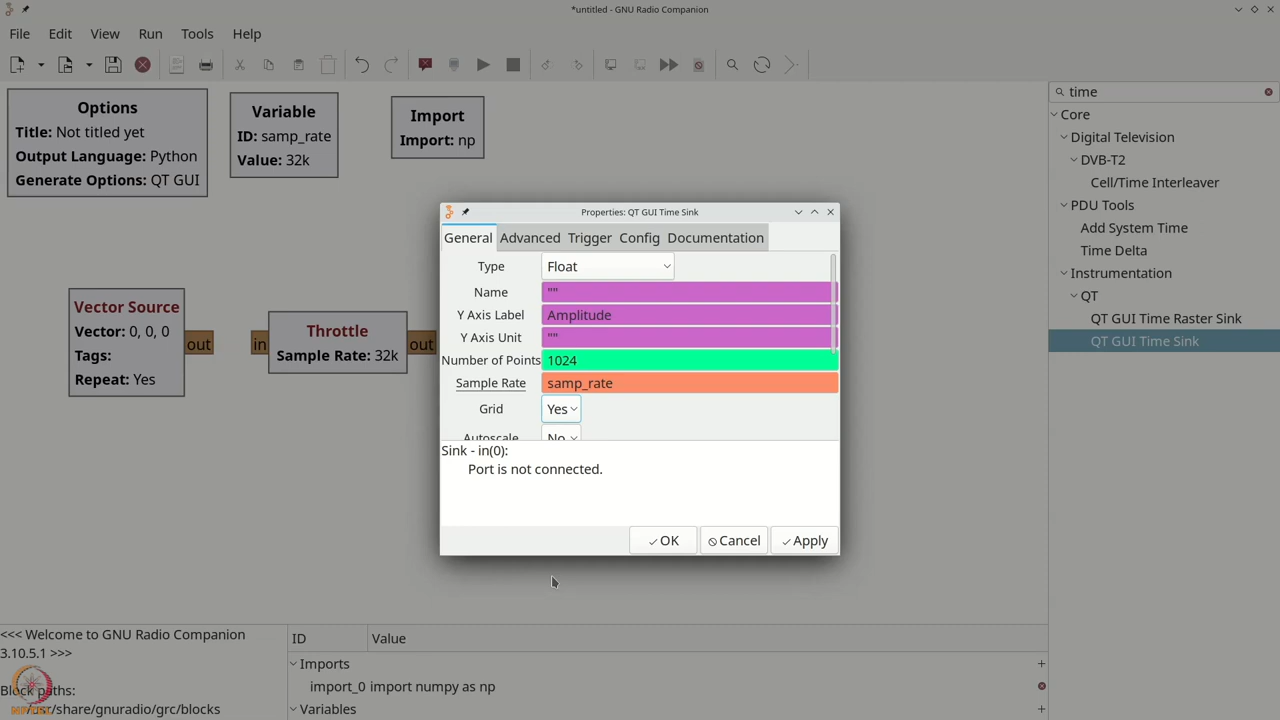 *untitled - GNU Radio Companion
File Edit View Run Tools Help
Options
Title: Not titled yet
Output Language: Python
Generate Options: QT GUI
Variable
ID: samp_rate
Value: 32k
Import
Import: np
time
Core
Digital Television
DVB-T2
Cell/Time Interleaver
PDU Tools
Add System Time
Time Delta
Instrumentation
QT
QT GUI Time Raster Sink
QT GUI Time Sink
Vector Source
Vector: 0, 0, 0
Tags:
Repeat: Yes
out
in
Throttle
Sample Rate: 32k
out
Properties: QT GUI Time Sink
General Advanced Trigger Config Documentation
Type Float
Name ""
Y Axis Label Amplitude
Y Axis Unit ""
Number of Points 1024
Sample Rate samp_rate
Grid Yes
Autoscale No
Sink - in(0):
Port is not connected.
OK Cancel Apply
<<< Welcome to GNU Radio Companion
3.10.5.1 >>>
Block paths:
/usr/share/gnuradio/grc/blocks
NPTEL
ID Value
Imports
import_0 import numpy as np
Variables